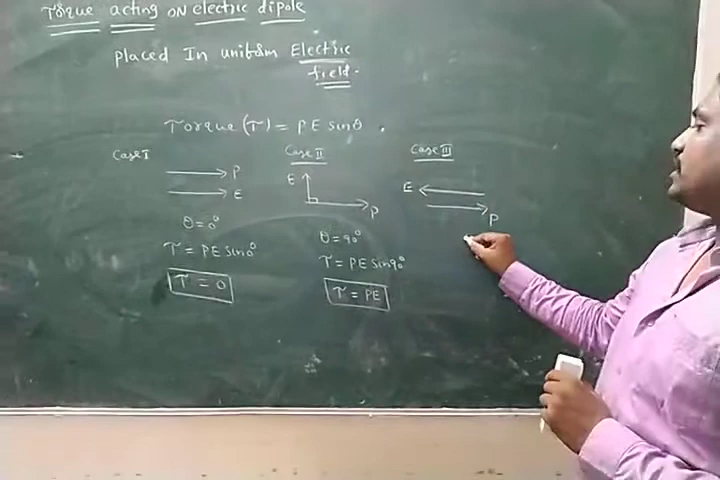 Torque acting on electric dipole
placed In uniform Electric
field.
Torque (τ) = PE sinθ .
Case I
P
E
θ = 0°
τ = PE sin0°
τ = 0
Case II
E
P
θ = 90°
τ = PE sin90°
τ = PE
Case III
E
P